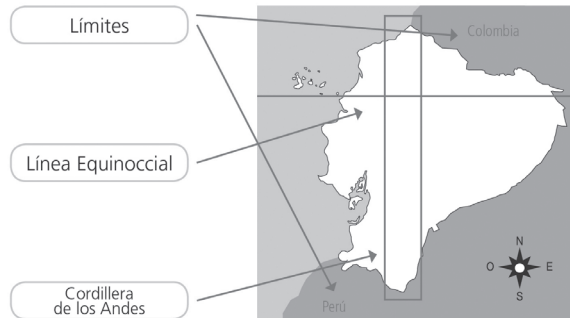 Límites
Colombia
Línea Equinoccial
N
O
E
S
Cordillera
de los Andes
Perú